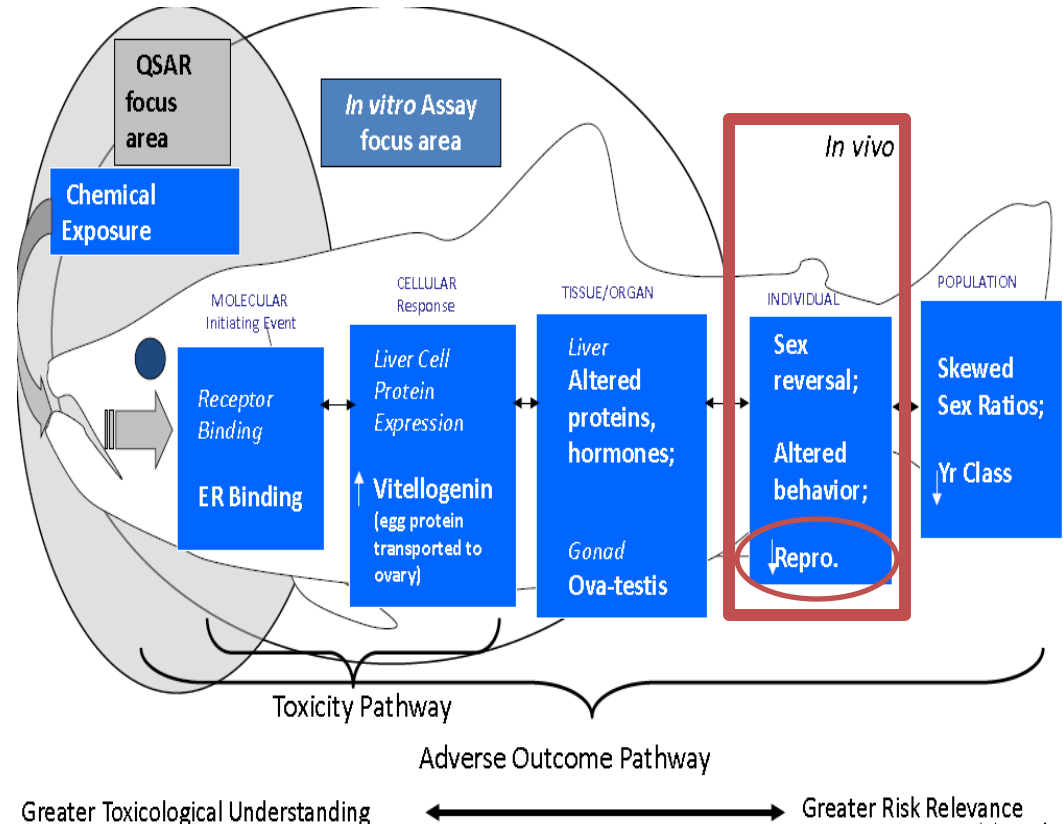 QSAR
focus
area
In vitro Assay
focus area
In vivo
Chemical
Exposure
MOLECULAR
Initiating Event
CELLULAR
Response
TISSUE/ORGAN
INDIVIDUAL
POPULATION
Receptor
Binding
ER Binding
Liver Cell
Protein
Expression
↑ Vitellogenin
(egg protein
transported to
ovary)
Liver
Altered
proteins,
hormones;
Gonad
Ova-testis
Sex
reversal;
Altered
behavior;
↓Repro.
Skewed
Sex Ratios;
↓Yr Class
Toxicity Pathway
Adverse Outcome Pathway
Greater Toxicological Understanding
Greater Risk Relevance